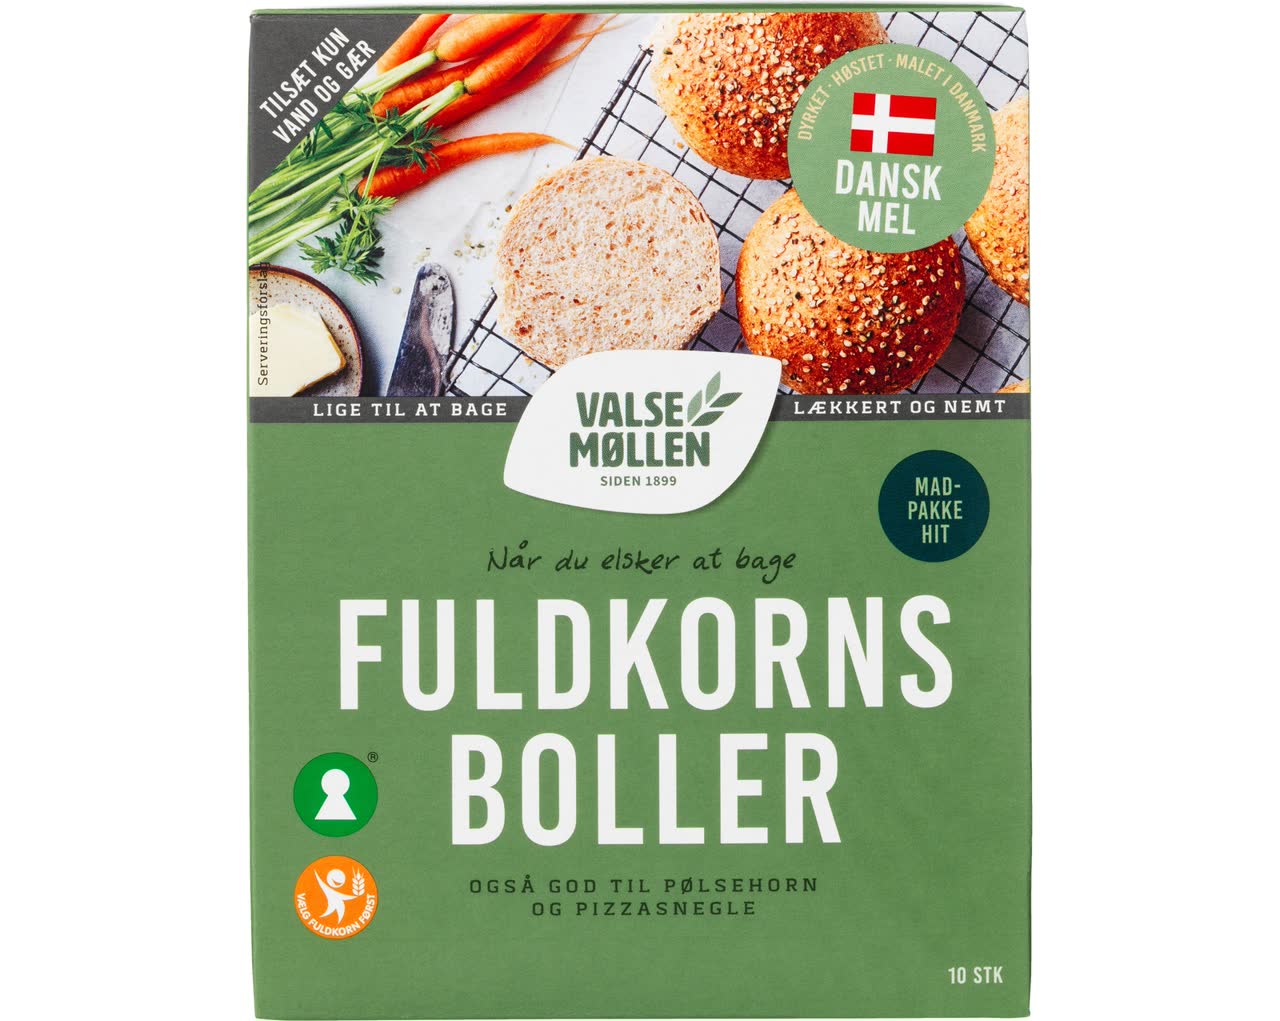 TILSÆT KUN
VAND OG GÆR
DYRKET · HØSTET · MALET I DANMARK
DANSK
MEL
Serveringsforslag
LIGE TIL AT BAGE
LÆKKERT OG NEMT
VALSE
MØLLEN
SIDEN 1899
MAD-
PAKKE
HIT
Når du elsker at bage
FULDKORNS
BOLLER
®
VÆLG FULDKORN FØRST
OGSÅ GOD TIL PØLSEHORN
OG PIZZASNEGLE
10 STK